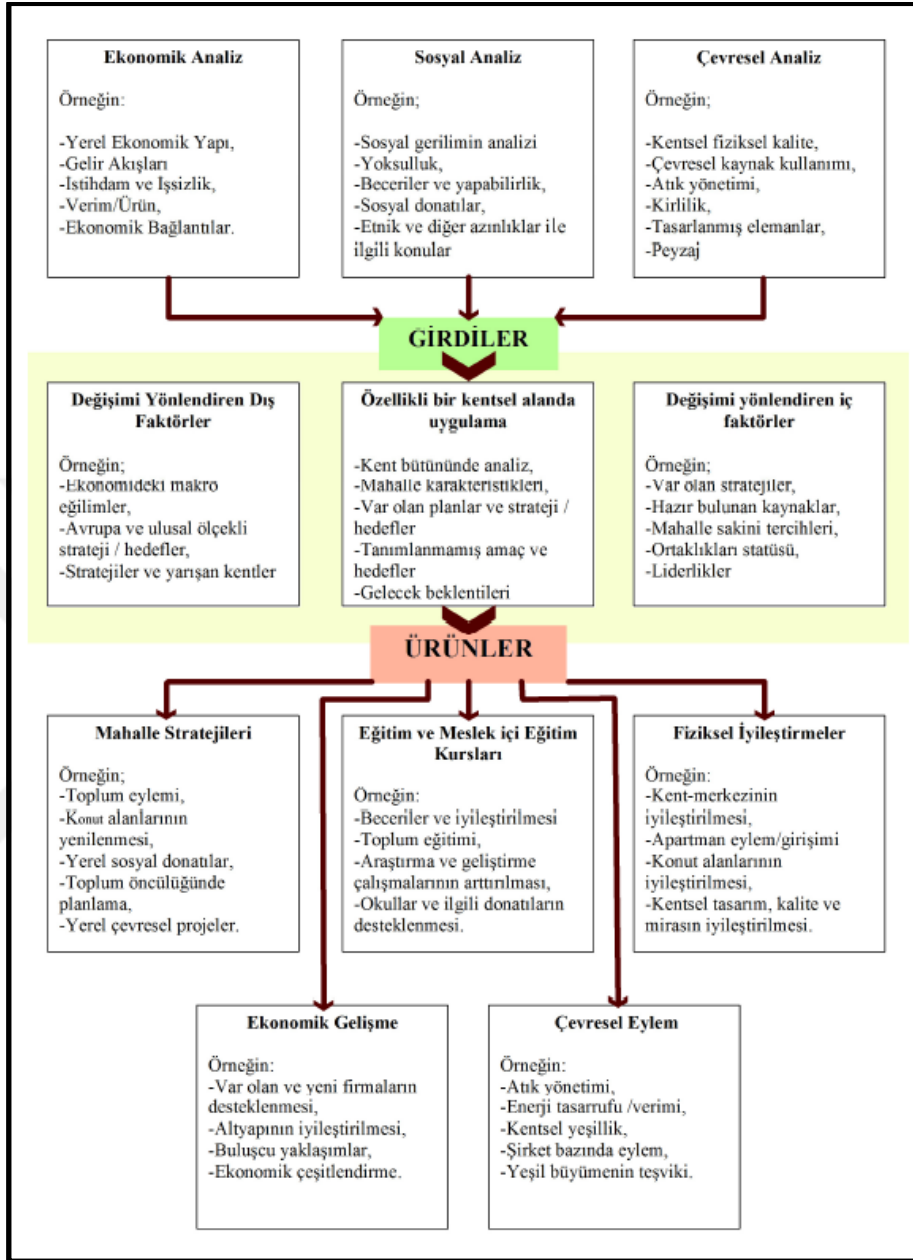 Ekonomik Analiz
Örneğin:
-Yerel Ekonomik Yapı,
-Gelir Akışları
-İstihdam ve İşsizlik,
-Verim/Ürün,
-Ekonomik Bağlantılar.
Sosyal Analiz
Örneğin;
-Sosyal gerilimin analizi
-Yoksulluk,
-Beceriler ve yapabilirlik,
-Sosyal donatılar,
-Etnik ve diğer azınlıklar ile
ilgili konular
Çevresel Analiz
Örneğin;
-Kentsel fiziksel kalite,
-Çevresel kaynak kullanımı,
-Atık yönetimi,
-Kirlilik,
-Tasarlanmış elemanlar,
-Peyzaj
GİRDİLER
Değişimi Yönlendiren Dış
Faktörler
Örneğin;
-Ekonomideki makro
eğilimler,
-Avrupa ve ulusal ölçekli
strateji / hedefler,
-Stratejiler ve yarışan kentler
Özellikli bir kentsel alanda
uygulama
-Kent bütününde analiz,
-Mahalle karakteristikleri,
-Var olan planlar ve strateji /
hedefler
-Tanımlanmamış amaç ve
hedefler
-Gelecek beklentileri
Değişimi yönlendiren iç
faktörler
Örneğin;
-Var olan stratejiler,
-Hazır bulunan kaynaklar,
-Mahalle sakini tercihleri,
-Ortaklıkları statüsü,
-Liderlikler
ÜRÜNLER
Mahalle Stratejileri
Örneğin;
-Toplum eylemi,
-Konut alanlarının
yenilenmesi,
-Yerel sosyal donatılar,
-Toplum öncülüğünde
planlama,
-Yerel çevresel projeler.
Eğitim ve Meslek içi Eğitim
Kursları
Örneğin:
-Beceriler ve iyileştirilmesi
-Toplum eğitimi,
-Araştırma ve geliştirme
çalışmalarının arttırılması,
-Okullar ve ilgili donatıların
desteklenmesi.
Fiziksel İyileştirmeler
Örneğin:
-Kent-merkezinin
iyileştirilmesi,
-Apartman eylem/girişimi
-Konut alanlarının
iyileştirilmesi,
-Kentsel tasarım, kalite ve
mirasın iyileştirilmesi.
Ekonomik Gelişme
Örneğin:
-Var olan ve yeni firmaların
desteklenmesi,
-Altyapının iyileştirilmesi,
-Buluşcu yaklaşımlar,
-Ekonomik çeşitlendirme.
Çevresel Eylem
Örneğin:
-Atık yönetimi,
-Enerji tasarrufu /verimi,
-Kentsel yeşillik,
-Şirket bazında eylem,
-Yeşil büyümenin teşviki.